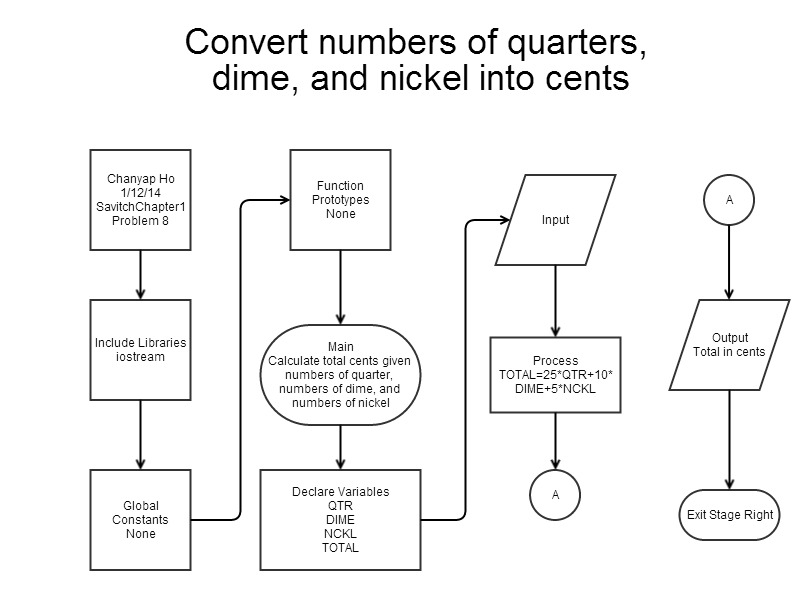 Convert numbers of quarters,
dime, and nickel into cents
Chanyap Ho
1/12/14
SavitchChapter1
Problem 8
Include Libraries
iostream
Global
Constants
None
Function
Prototypes
None
Main
Calculate total cents given
numbers of quarter,
numbers of dime, and
numbers of nickel
Declare Variables
QTR
DIME
NCKL
TOTAL
Input
Process
TOTAL=25*QTR+10*
DIME+5*NCKL
A
A
Output
Total in cents
Exit Stage Right